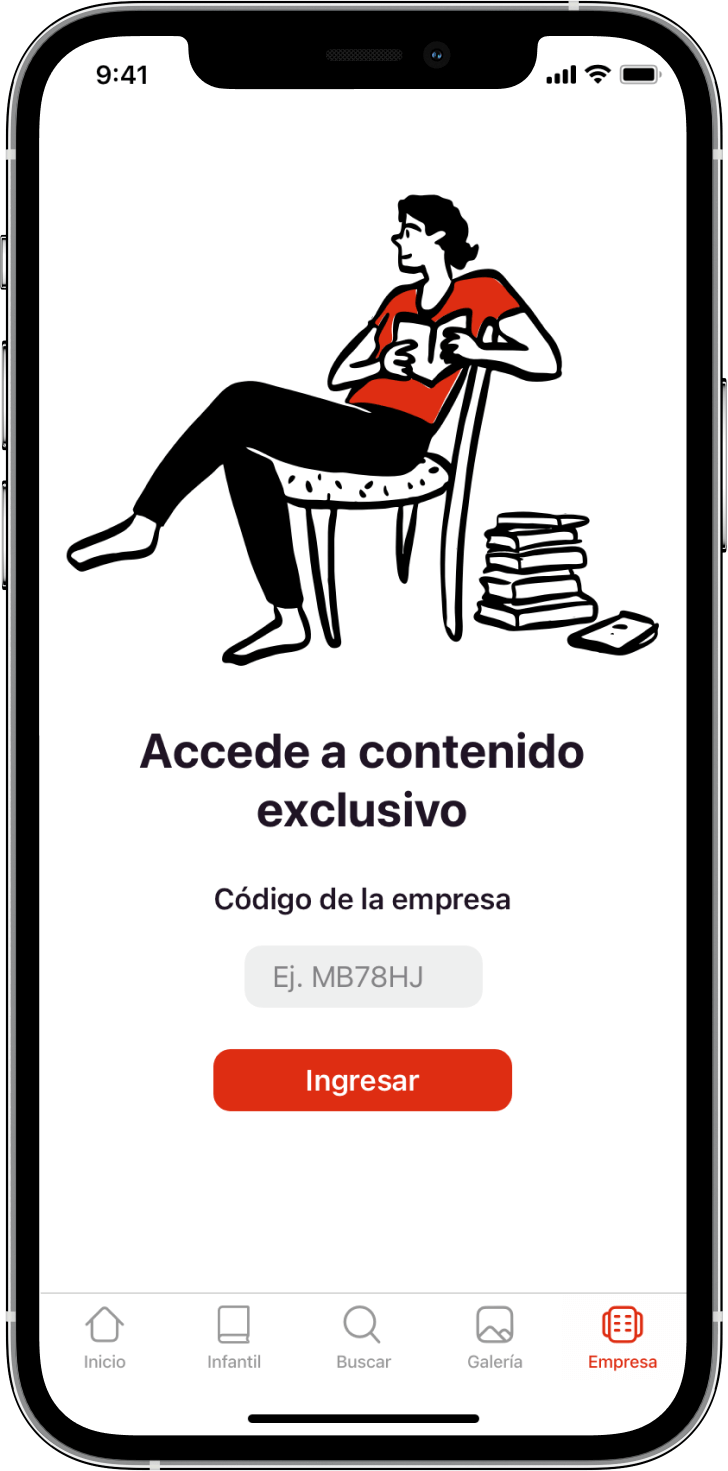 9:41
Accede a contenido
exclusivo
Código de la empresa
Ej. MB78HJ
Ingresar
Inicio
Infantil
Buscar
Galería
Empresa